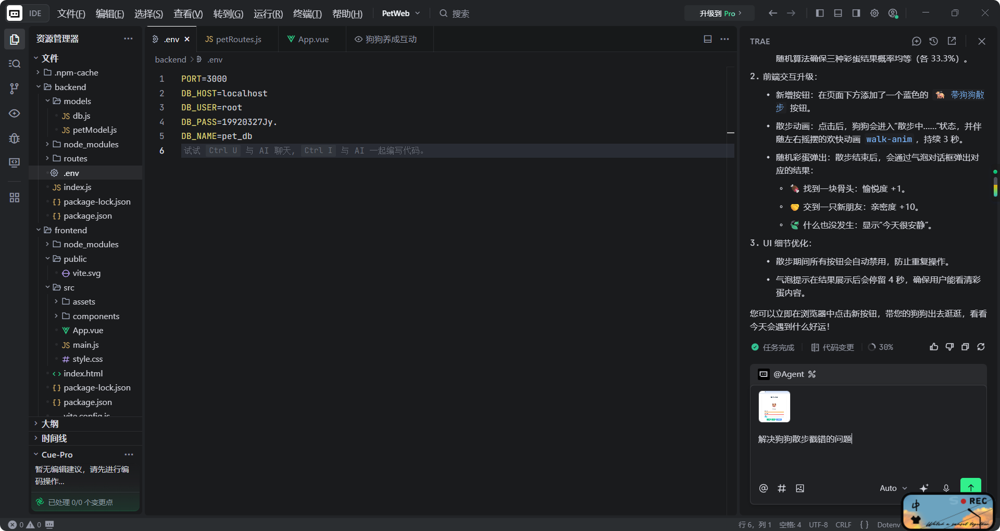 IDE 文件(F) 编辑(E) 选择(S) 查看(V) 转到(G) 运行(R) 终端(T) 帮助(H) PetWeb 搜索 升级到 Pro
资源管理器
文件
.npm-cache
backend
models
db.js
petModel.js
node_modules
routes
.env
index.js
package-lock.json
package.json
frontend
node_modules
public
vite.svg
src
assets
components
App.vue
main.js
style.css
index.html
package-lock.json
package.json
vite.config.js
大纲
时间线
Cue-Pro
暂无编辑建议，请先进行编
码操作...
已处理 0/0 个变更点
.env petRoutes.js App.vue 狗狗养成互动
backend > .env
1 PORT=3000
2 DB_HOST=localhost
3 DB_USER=root
4 DB_PASS=19920327Jy.
5 DB_NAME=pet_db
6 试试 Ctrl U 与 AI 聊天, Ctrl I 与 AI 一起编写代码。
TRAE
随机算法确保三种彩蛋结果概率均等（各 33.3%）。
2. 前端交互升级：
• 新增按钮：在页面下方添加了一个蓝色的 🐕 带狗狗散
步 按钮。
• 散步动画：点击后，狗狗会进入“散步中......”状态，并伴
随左右摇摆的欢快动画 walk-anim ，持续 3 秒。
• 随机彩蛋弹出：散步结束后，会通过气泡对话框弹出对
应的结果：
🍖 找到一块骨头：愉悦度 +1。
🤝 交到一只新朋友：亲密度 +10。
🍃 什么也没发生：显示“今天很安静”。
3. UI 细节优化：
• 散步期间所有按钮会自动禁用，防止重复操作。
• 气泡提示在结果展示后会停留 4 秒，确保用户能看清彩
蛋内容。
您可以立即在浏览器中点击新按钮，带您的狗狗出去逛逛，看看
今天会遇到什么好运！
任务完成 代码变更 30%
@Agent
解决狗狗散步戳错的问题
Auto
中 REC
Watch a sunset together
0 0 行 6，列 1 空格: 4 UTF-8 CRLF { } Dotenv